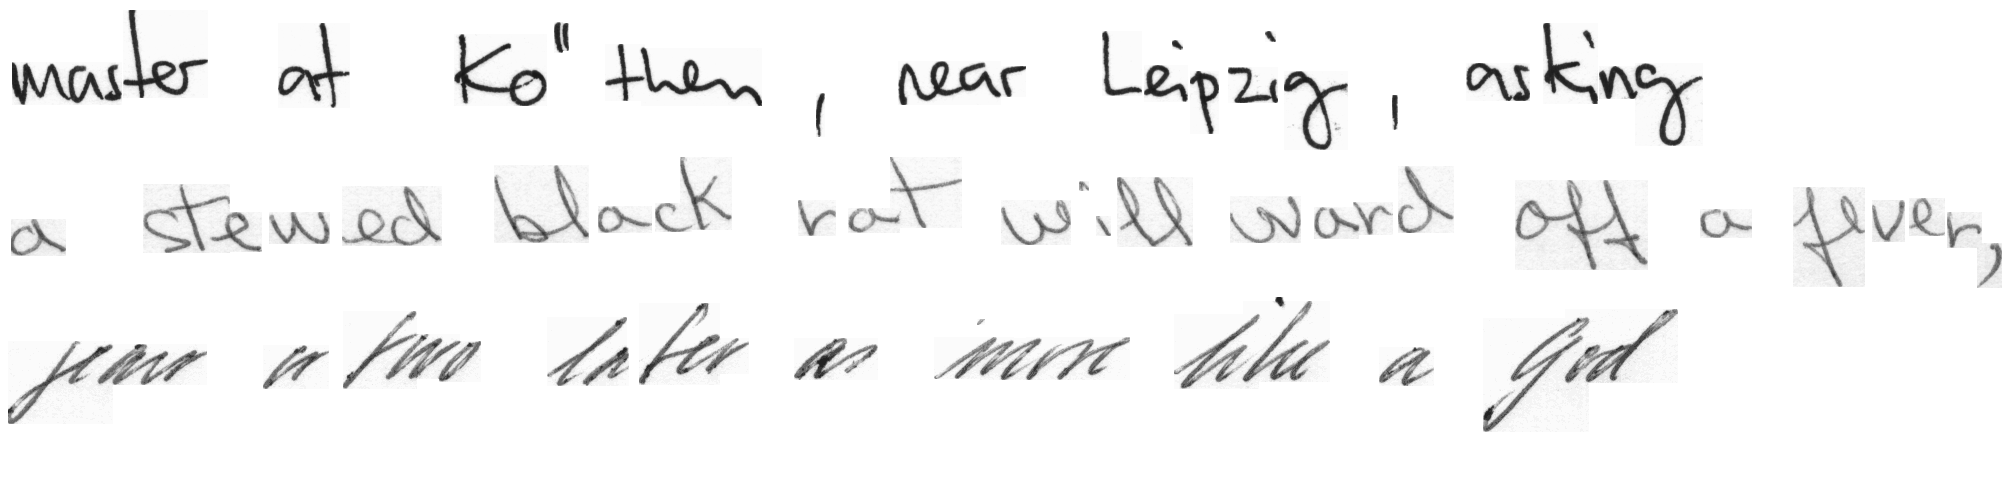 master at Ko" then , near Leipzig , asking
a stewed black rat will ward off a fever,
year or two later as more like a God